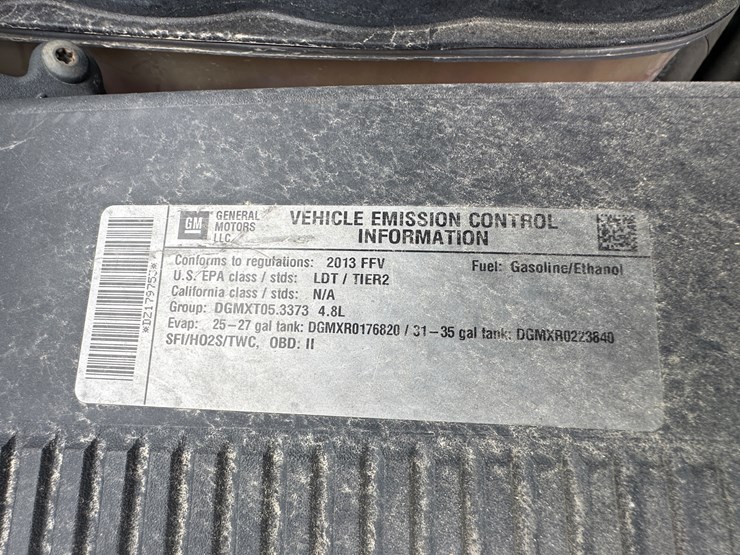 GM
GENERAL
MOTORS
LLC
VEHICLE EMISSION CONTROL
INFORMATION
Conforms to regulations: 2013 FFV
Fuel: Gasoline/Ethanol
U.S. EPA class / stds: LDT / TIER2
California class / stds: N/A
Group: DGMXT05.3373 4.8L
Evap: 25-27 gal tank: DGMXR0176820 / 31-35 gal tank: DGMXR0223840
SFI/HO2S/TWC, OBD: II